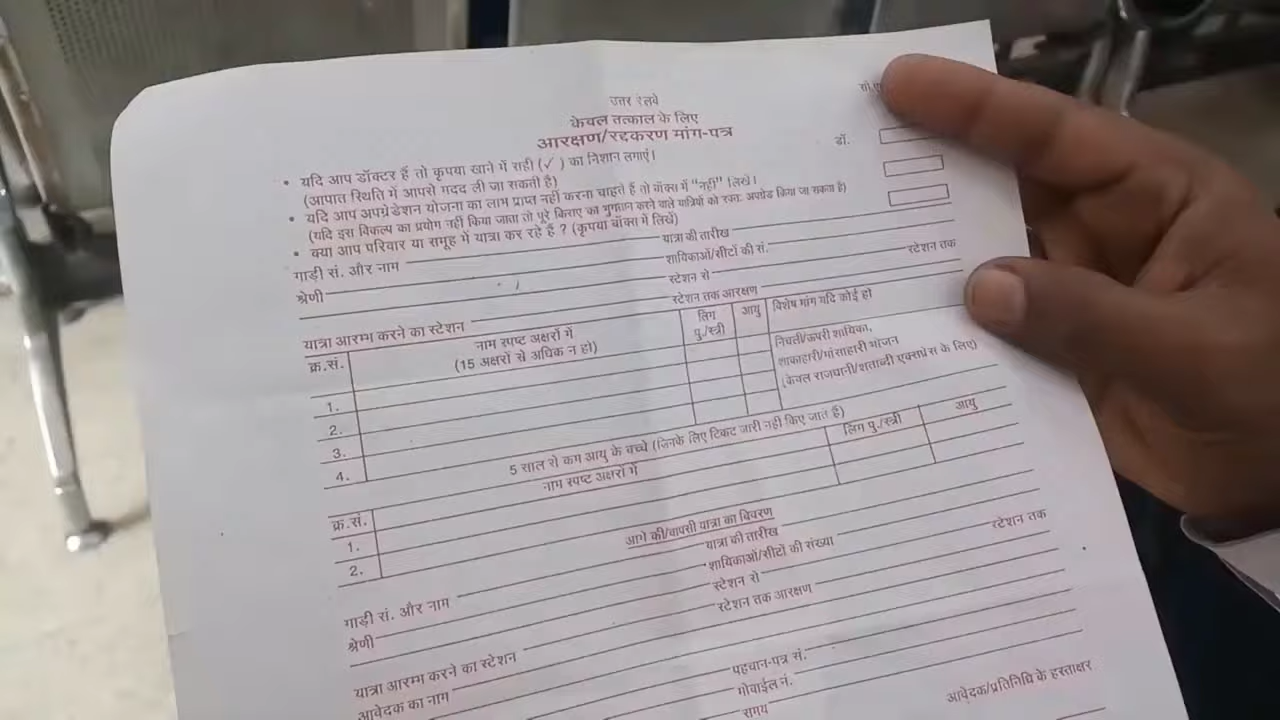 उत्तर रेलवे
केवल तत्काल के लिए
आरक्षण/रद्दकरण मांग-पत्र
डॉ.
• यदि आप डॉक्टर हैं तो कृपया खाने में सही (✓) का निशान लगाएं।
(आपात स्थिति में आपसे मदद ली जा सकती है)
• यदि आप अपग्रेडेशन योजना का लाभ प्राप्त नहीं करना चाहते हैं तो बॉक्स में "नहीं" लिखें।
(यदि इस विकल्प का प्रयोग नहीं किया जाता तो पूरे किराए का भुगतान करने वाले यात्रियों को स्वतः अपग्रेड किया जा सकता है)
• क्या आप परिवार या समूह में यात्रा कर रहे हैं ? (कृपया बॉक्स में लिखें)
गाड़ी सं. और नाम यात्रा की तारीख
श्रेणी शायिकाओं/सीटों की सं.
स्टेशन से स्टेशन तक
यात्रा आरम्भ करने का स्टेशन स्टेशन तक आरक्षण
क्र.सं. नाम स्पष्ट अक्षरों में लिंग आयु विशेष मांग यदि कोई हो
(15 अक्षरों से अधिक न हो) पु./स्त्री
निचली/ऊपरी शायिका,
शाकाहारी/मांसाहारी भोजन
(केवल राजधानी/शताब्दी एक्सप्रेस के लिए)
1.
2.
3.
4.
5 साल से कम आयु के बच्चे (जिनके लिए टिकट जारी नहीं किए जाते हैं)
क्र.सं. नाम स्पष्ट अक्षरों में लिंग पु./स्त्री आयु
1.
2.
आगे की/वापसी यात्रा का विवरण
गाड़ी सं. और नाम यात्रा की तारीख
श्रेणी शायिकाओं/सीटों की संख्या
स्टेशन से स्टेशन तक
यात्रा आरम्भ करने का स्टेशन स्टेशन तक आरक्षण
आवेदक का नाम पहचान-पत्र सं.
मोबाईल नं.
समय आवेदक/प्रतिनिधि के हस्ताक्षर